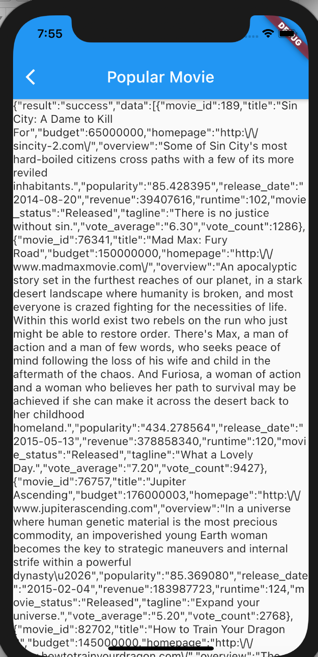 7:55
DEBUG
Popular Movie
{"result":"success","data":[{"movie_id":189,"title":"Sin
City: A Dame to Kill
For","budget":65000000,"homepage":"http:\/\/
sincity-2.com\/","overview":"Some of Sin City's most
hard-boiled citizens cross paths with a few of its more
reviled
inhabitants.","popularity":"85.428395","release_date":"
2014-08-20","revenue":39407616,"runtime":102,"movie
_status":"Released","tagline":"There is no justice
without sin.","vote_average":"6.30","vote_count":1286},
{"movie_id":76341,"title":"Mad Max: Fury
Road","budget":150000000,"homepage":"http:\/\/
www.madmaxmovie.com\/","overview":"An apocalyptic
story set in the furthest reaches of our planet, in a stark
desert landscape where humanity is broken, and most
everyone is crazed fighting for the necessities of life.
Within this world exist two rebels on the run who just
might be able to restore order. There's Max, a man of
action and a man of few words, who seeks peace of
mind following the loss of his wife and child in the
aftermath of the chaos. And Furiosa, a woman of action
and a woman who believes her path to survival may be
achieved if she can make it across the desert back to
her childhood
homeland.","popularity":"434.278564","release_date":"
2015-05-13","revenue":378858340,"runtime":120,"movi
e_status":"Released","tagline":"What a Lovely
Day.","vote_average":"7.20","vote_count":9427},
{"movie_id":76757,"title":"Jupiter
Ascending","budget":176000003,"homepage":"http:\/\/
www.jupiterascending.com","overview":"In a universe
where human genetic material is the most precious
commodity, an impoverished young Earth woman
becomes the key to strategic maneuvers and internal
strife within a powerful
dynasty\u2026","popularity":"85.369080","release_date
":"2015-02-04","revenue":183987723,"runtime":124,"m
ovie_status":"Released","tagline":"Expand your
universe.","vote_average":"5.20","vote_count":2768},
{"movie_id":82702,"title":"How to Train Your Dragon
2","budget":145000000,"homepage":"http:\/\/
www.howtotrainyourdragon.com\/","overview":"The